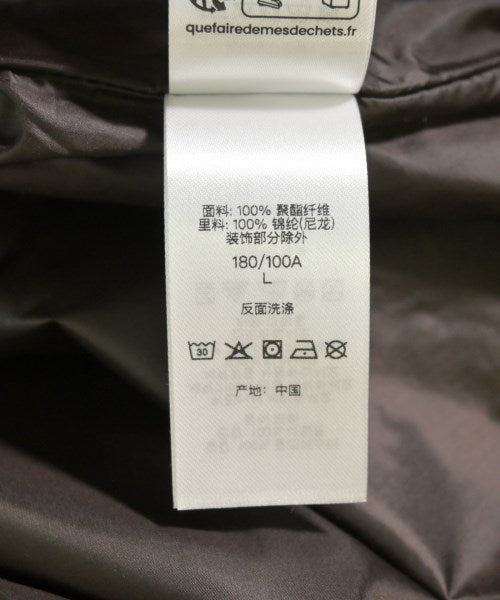 quefairedemesdechets.fr
面料: 100% 聚酯纤维
里料: 100% 锦纶(尼龙)
装饰部分除外
180/100A
L
反面洗涤
30
产地: 中国